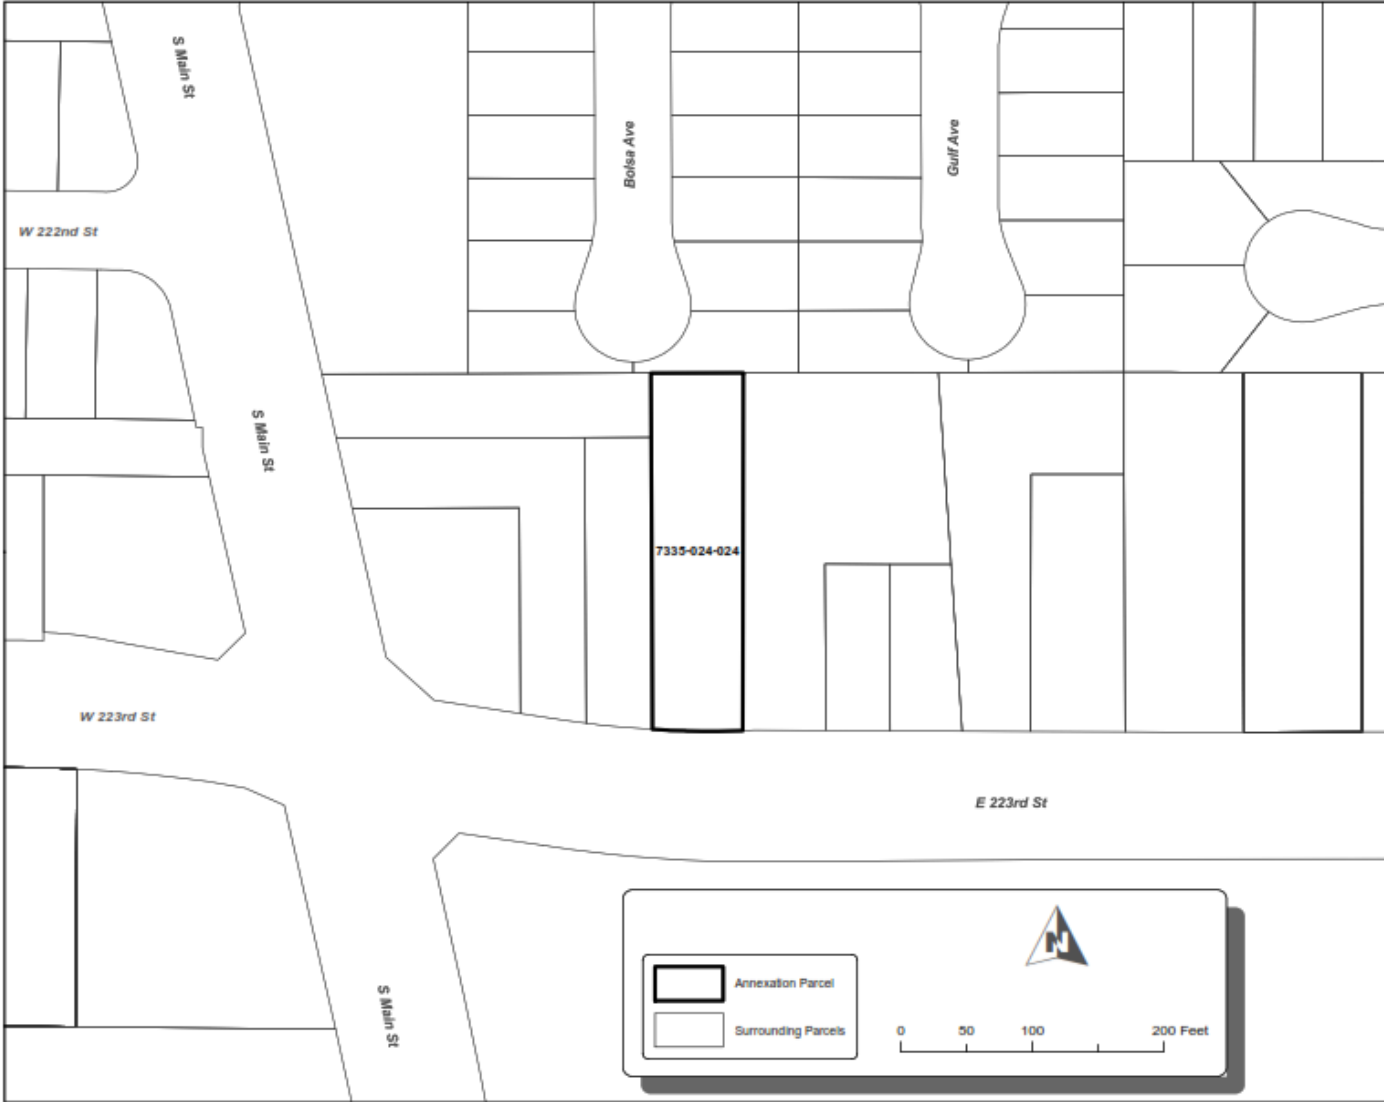 S Main St
Bolsa Ave
Gulf Ave
W 222nd St
S Main St
7335-024-024
W 223rd St
E 223rd St
N
Annexation Parcel
Surrounding Parcels
0 50 100 200 Feet
S Main St